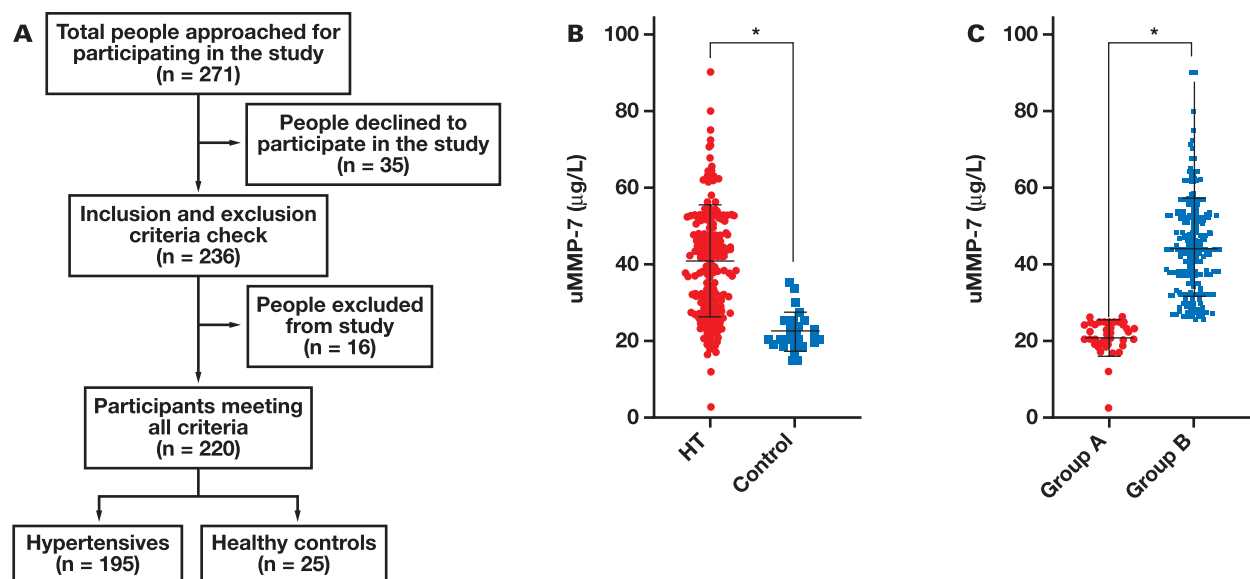 A
Total people approached for
participating in the study
(n = 271)
People declined to
participate in the study
(n = 35)
Inclusion and exclusion
criteria check
(n = 236)
People excluded
from study
(n = 16)
Participants meeting
all criteria
(n = 220)
Hypertensives
(n = 195)
Healthy controls
(n = 25)
B
uMMP-7 (µg/L)
100
80
60
40
20
0
*
HT
Control
C
uMMP-7 (µg/L)
100
80
60
40
20
0
*
Group A
Group B